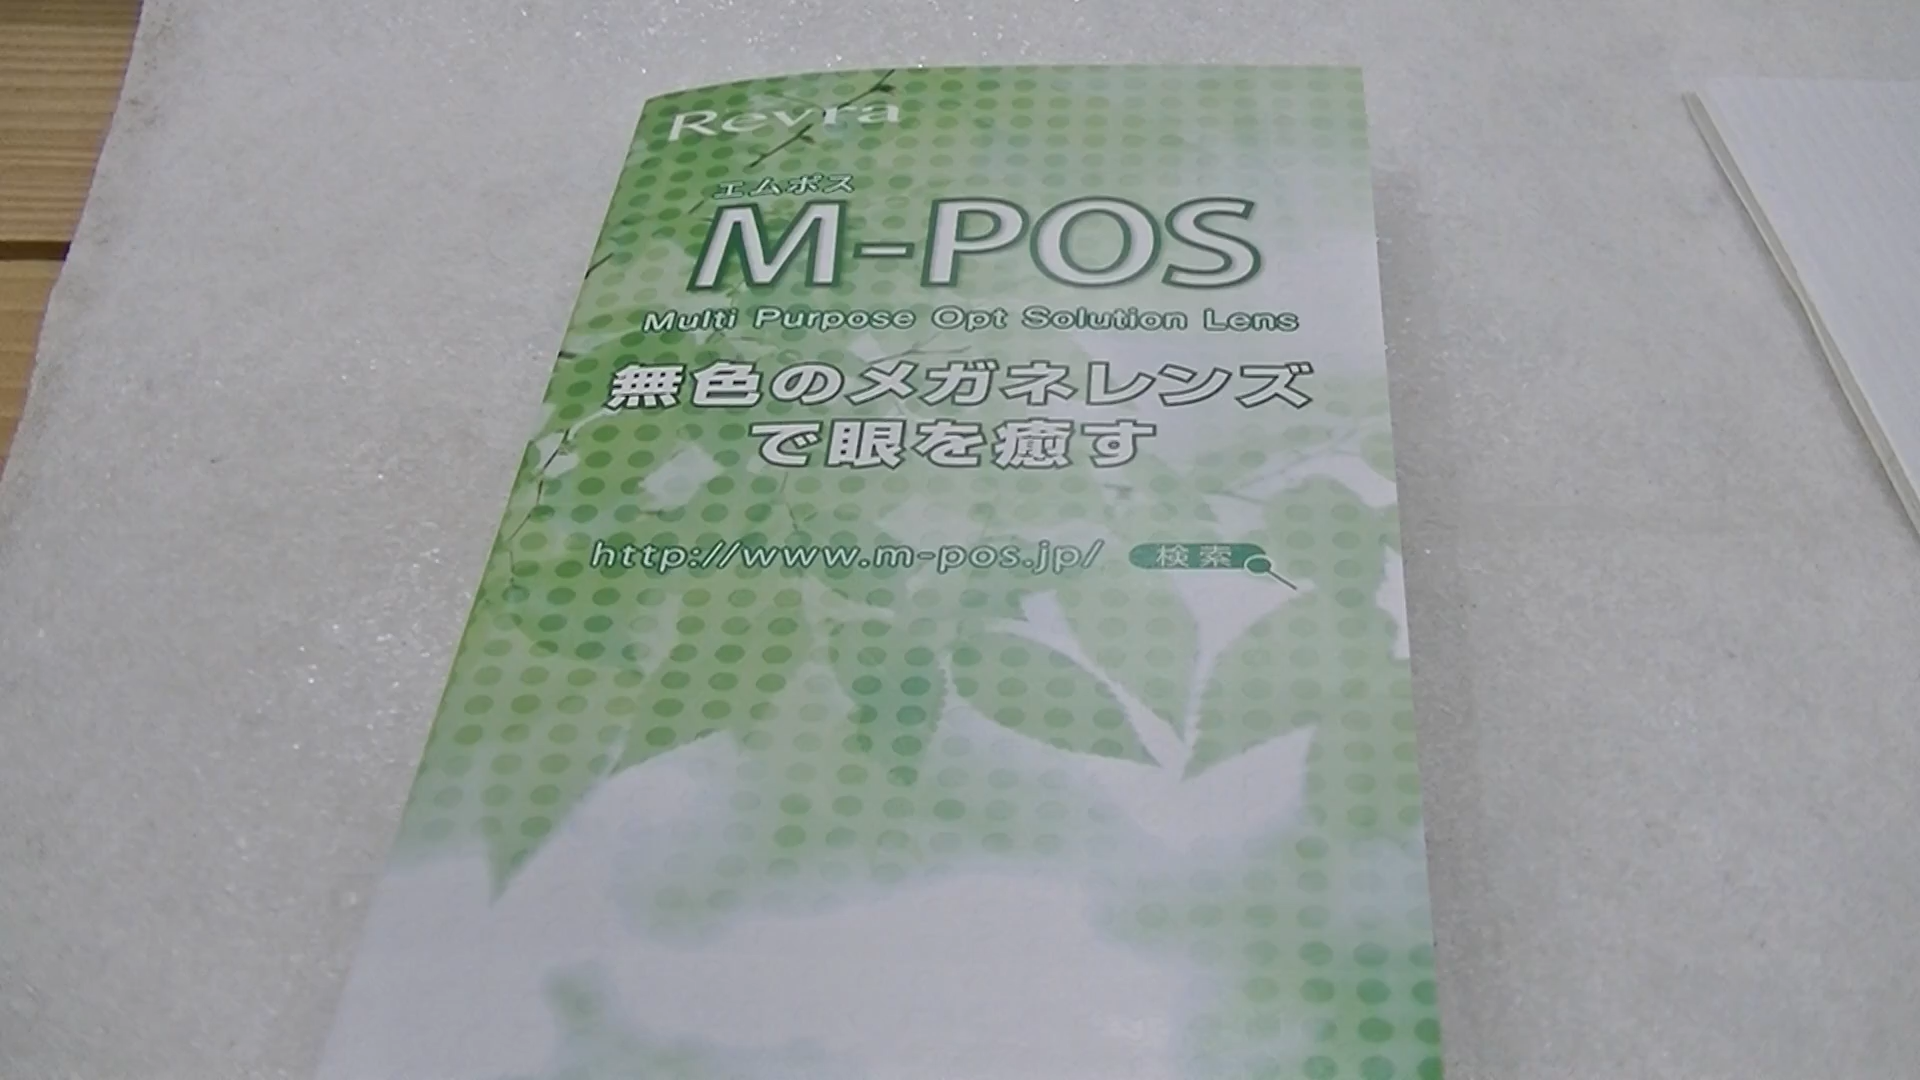 Revra
エムポス
M-POS
Multi Purpose Opt Solution Lens
無色のメガネレンズ
で眼を癒す
http://www.m-pos.jp/ 検索